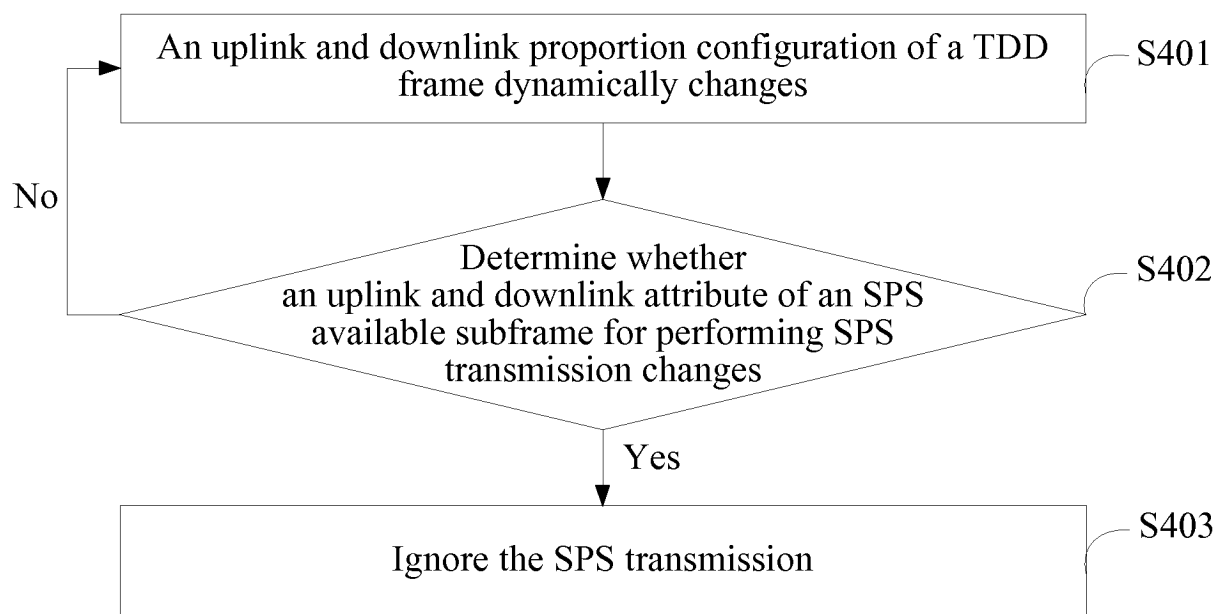 An uplink and downlink proportion configuration of a TDD
frame dynamically changes
S401
No
Determine whether
an uplink and downlink attribute of an SPS
available subframe for performing SPS
transmission changes
S402
Yes
Ignore the SPS transmission
S403